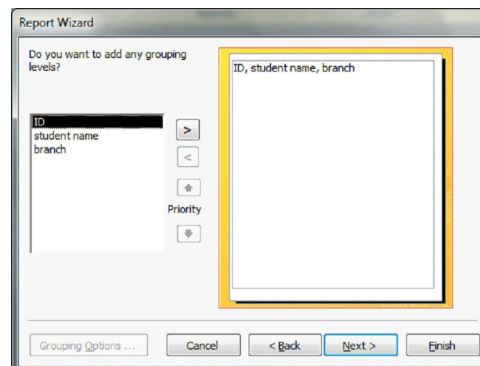 Report Wizard
Do you want to add any grouping
levels?
ID, student name, branch
ID
student name
branch
>
<
Priority
Grouping Options ...
Cancel
< Back
Next >
Finish